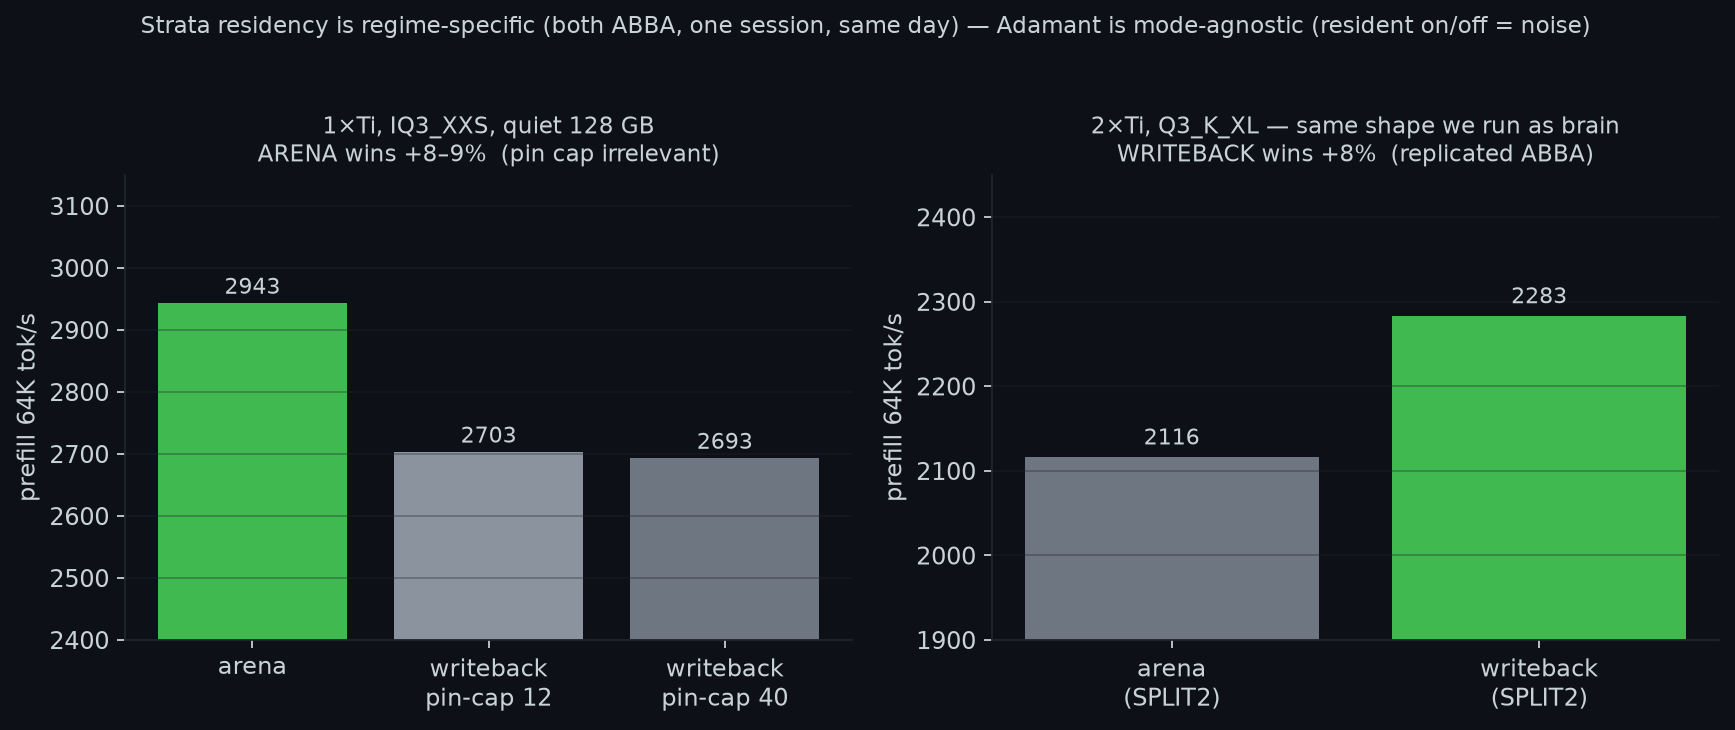 Strata residency is regime-specific (both ABBA, one session, same day) — Adamant is mode-agnostic (resident on/off = noise)
1×Ti, IQ3_XXS, quiet 128 GB
ARENA wins +8–9%  (pin cap irrelevant)
prefill 64K tok/s
3100
3000
2900
2800
2700
2600
2500
2400
2943
2703
2693
arena
writeback
pin-cap 12
writeback
pin-cap 40
2×Ti, Q3_K_XL — same shape we run as brain
WRITEBACK wins +8%  (replicated ABBA)
prefill 64K tok/s
2400
2300
2200
2100
2000
1900
2116
2283
arena
(SPLIT2)
writeback
(SPLIT2)